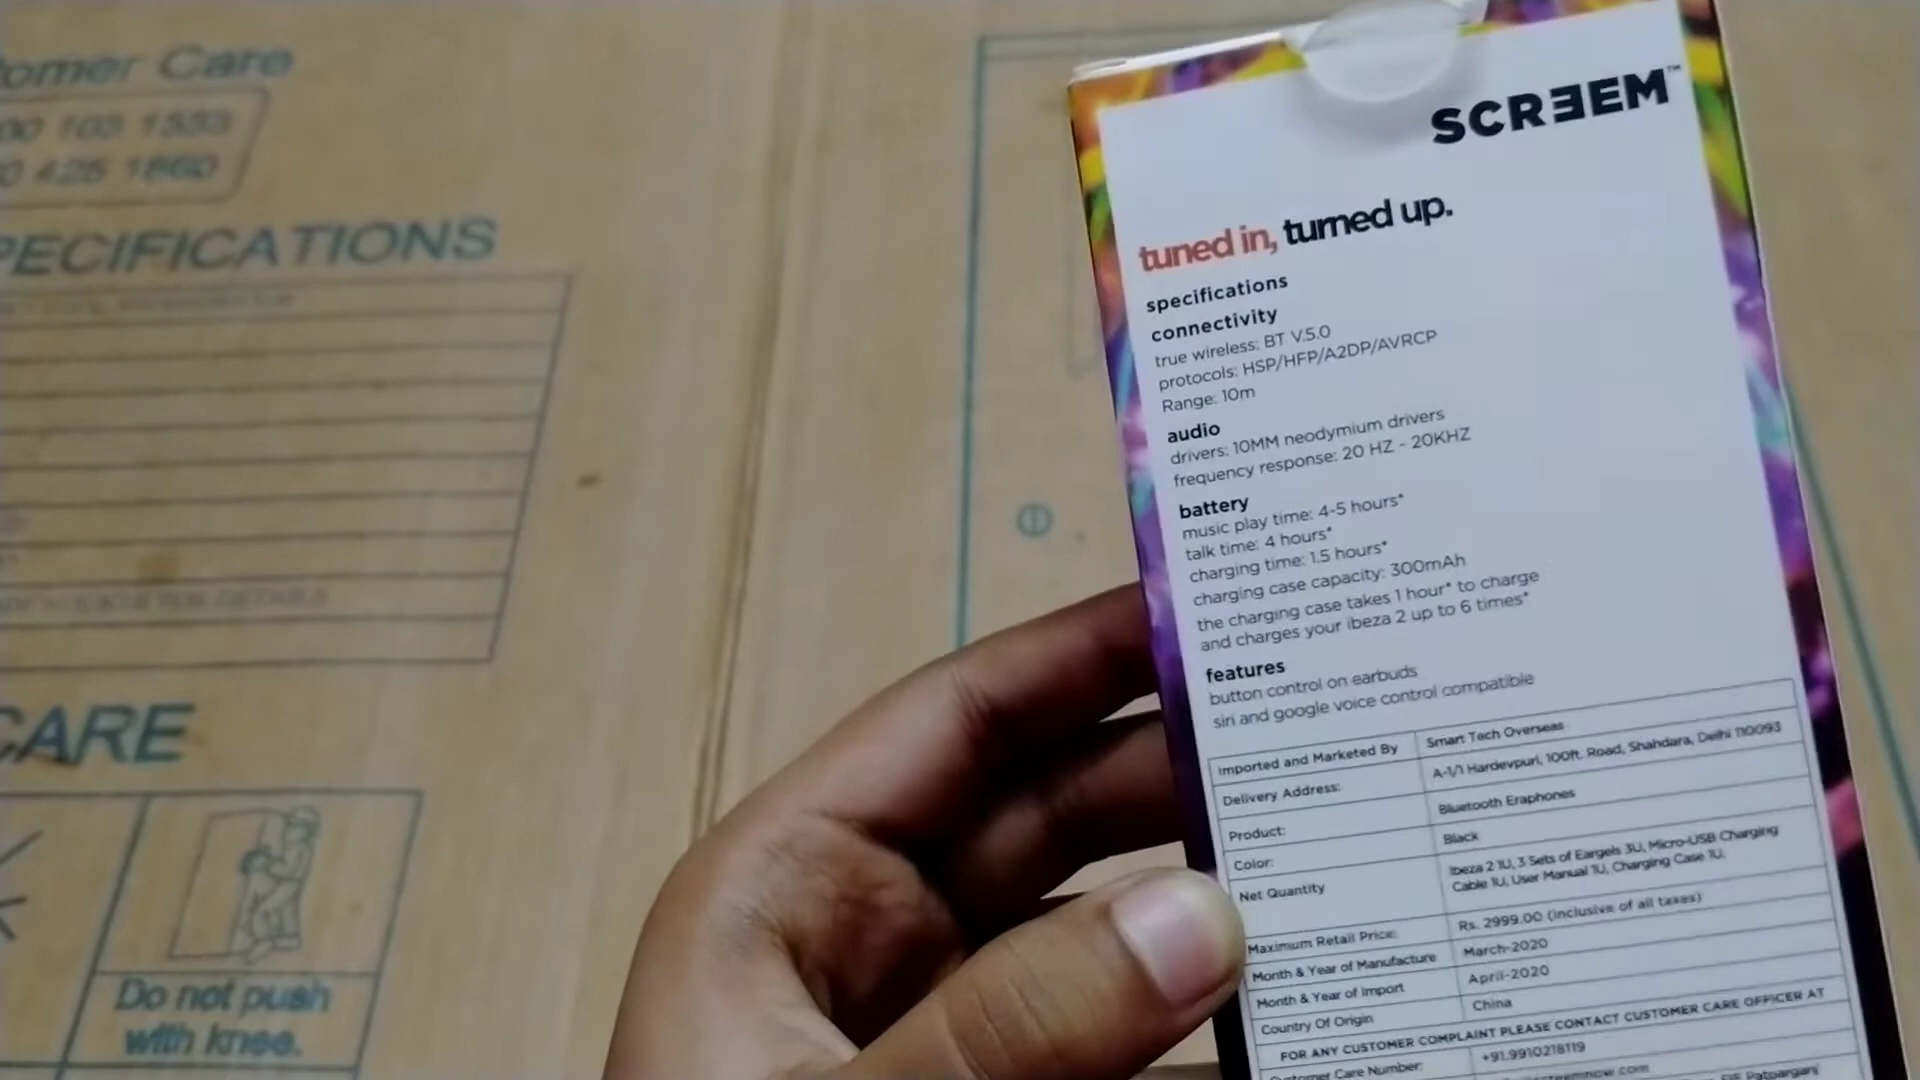 Care
103 1333
425 1860
SPECIFICATIONS
CARE
Do not push
with knee.
SCRƎEM™
tuned in, turned up.
specifications
connectivity
true wireless: BT V.5.0
protocols: HSP/HFP/A2DP/AVRCP
Range: 10m
audio
drivers: 10MM neodymium drivers
frequency response: 20 HZ - 20KHZ
battery
music play time: 4-5 hours*
talk time: 4 hours*
charging time: 1.5 hours*
charging case capacity: 300mAh
the charging case takes 1 hour* to charge
and charges your ibeza 2 up to 6 times*
features
button control on earbuds
siri and google voice control compatible
Imported and Marketed By Smart Tech Overseas
Delivery Address: A-1/1 Hardevpuri, 100ft. Road, Shahdara, Delhi 110093
Product: Bluetooth Eraphones
Color: Black
Net Quantity Ibeza 2 1U, 3 Sets of Eargels 3U, Micro-USB Charging
Cable 1U, User Manual 1U, Charging Case 1U.
Maximum Retail Price: Rs. 2999.00 (inclusive of all taxes)
Month & Year of Manufacture March-2020
Month & Year of Import April-2020
Country Of Origin China
FOR ANY CUSTOMER COMPLAINT PLEASE CONTACT CUSTOMER CARE OFFICER AT
Customer Care Number: +91.9910218119